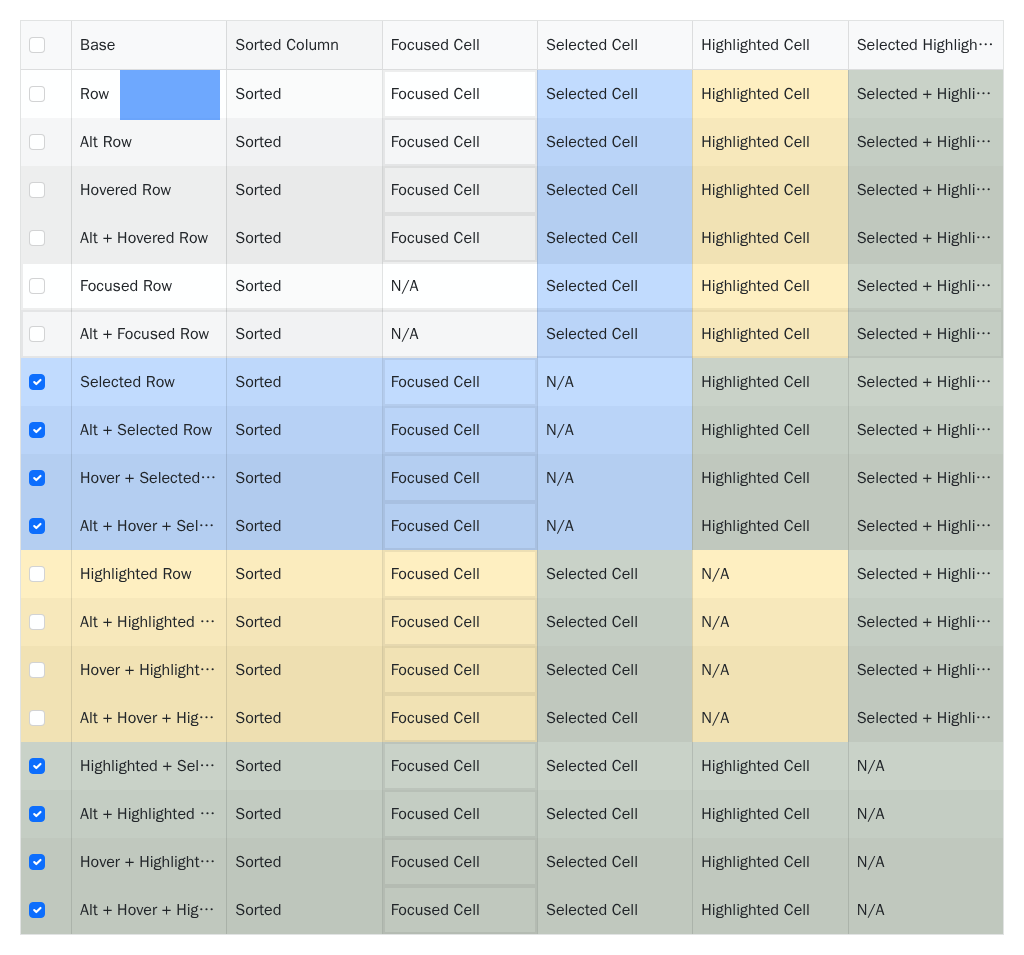 Base Sorted Column Focused Cell Selected Cell Highlighted Cell Selected Highligh···
Row Sorted Focused Cell Selected Cell Highlighted Cell Selected + Highli···
Alt Row Sorted Focused Cell Selected Cell Highlighted Cell Selected + Highli···
Hovered Row Sorted Focused Cell Selected Cell Highlighted Cell Selected + Highli···
Alt + Hovered Row Sorted Focused Cell Selected Cell Highlighted Cell Selected + Highli···
Focused Row Sorted N/A Selected Cell Highlighted Cell Selected + Highli···
Alt + Focused Row Sorted N/A Selected Cell Highlighted Cell Selected + Highli···
Selected Row Sorted Focused Cell N/A Highlighted Cell Selected + Highli···
Alt + Selected Row Sorted Focused Cell N/A Highlighted Cell Selected + Highli···
Hover + Selected··· Sorted Focused Cell N/A Highlighted Cell Selected + Highli···
Alt + Hover + Sel··· Sorted Focused Cell N/A Highlighted Cell Selected + Highli···
Highlighted Row Sorted Focused Cell Selected Cell N/A Selected + Highli···
Alt + Highlighted ··· Sorted Focused Cell Selected Cell N/A Selected + Highli···
Hover + Highlight··· Sorted Focused Cell Selected Cell N/A Selected + Highli···
Alt + Hover + Hig··· Sorted Focused Cell Selected Cell N/A Selected + Highli···
Highlighted + Sel··· Sorted Focused Cell Selected Cell Highlighted Cell N/A
Alt + Highlighted ··· Sorted Focused Cell Selected Cell Highlighted Cell N/A
Hover + Highlight··· Sorted Focused Cell Selected Cell Highlighted Cell N/A
Alt + Hover + Hig··· Sorted Focused Cell Selected Cell Highlighted Cell N/A